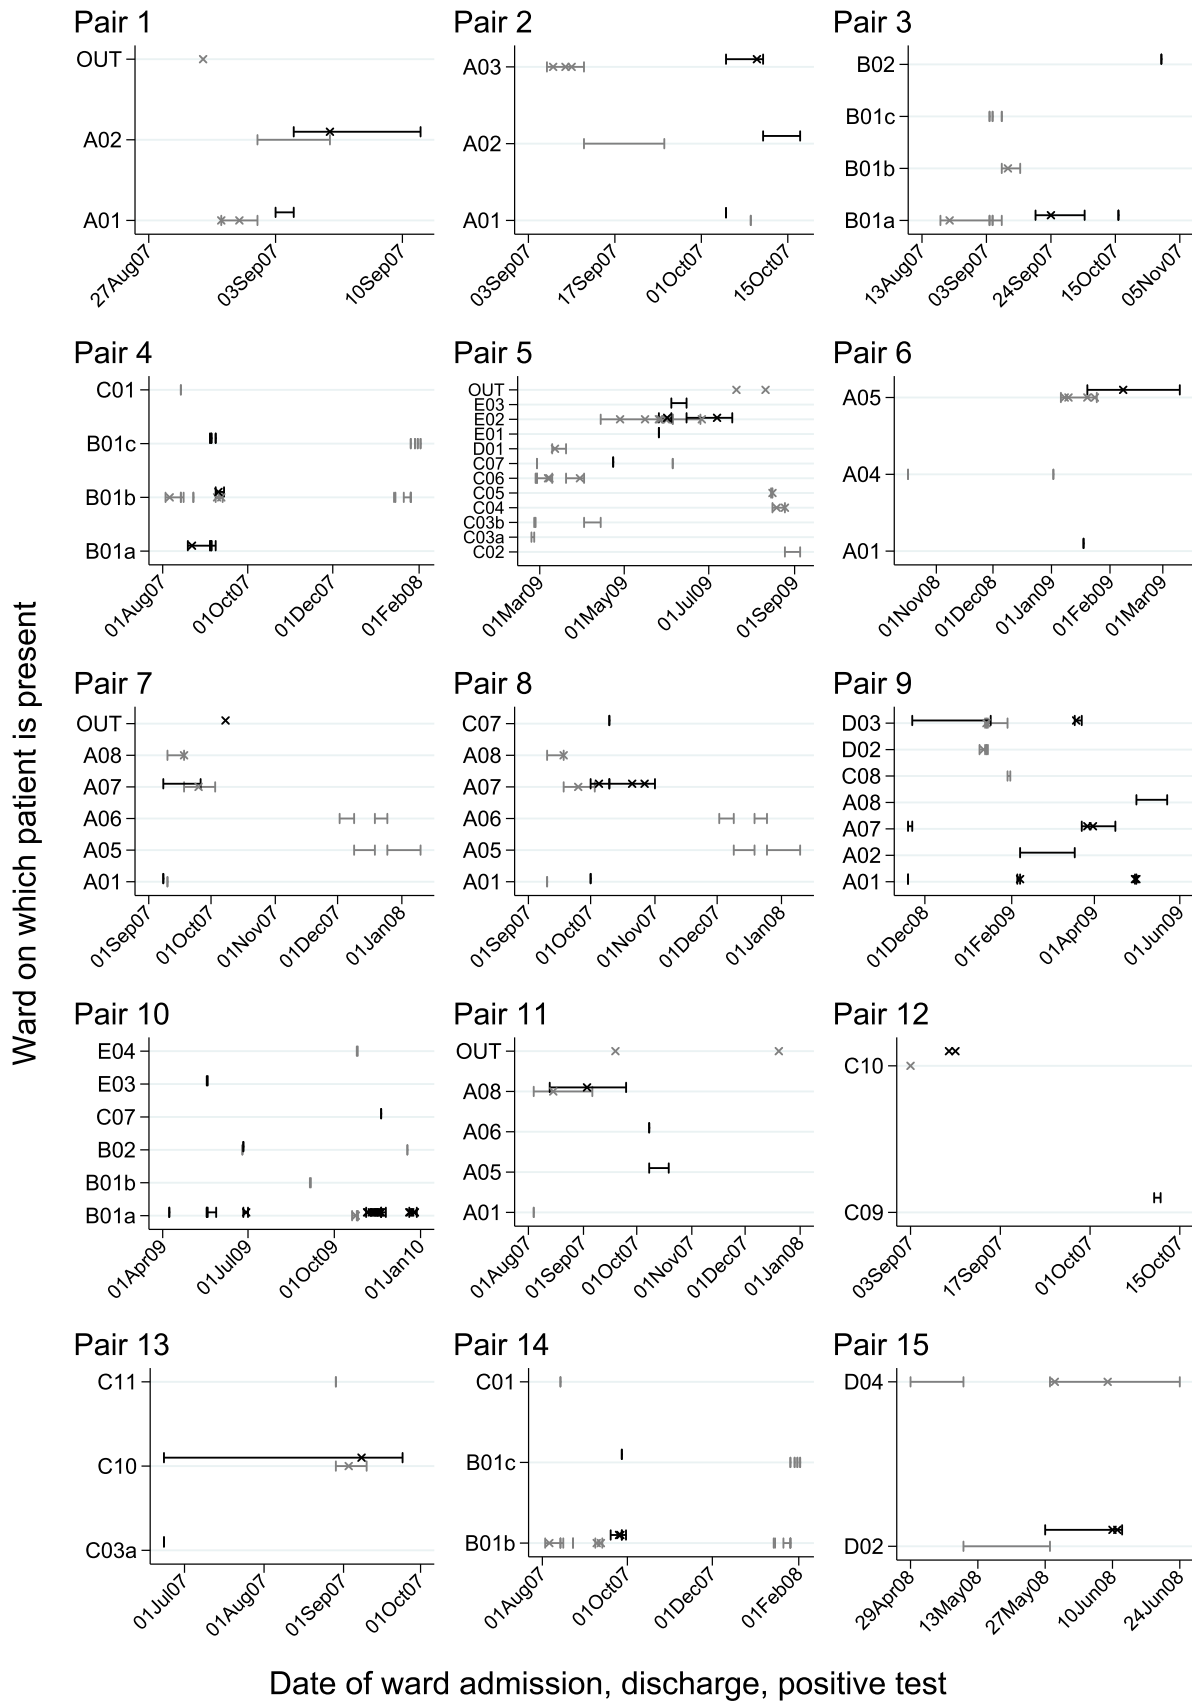 Pair 1
OUT
A02
A01
27Aug07
03Sep07
10Sep07
Pair 2
A03
A02
A01
03Sep07
17Sep07
01Oct07
15Oct07
Pair 3
B02
B01c
B01b
B01a
13Aug07
03Sep07
24Sep07
15Oct07
05Nov07
Pair 4
C01
B01c
B01b
B01a
01Aug07
01Oct07
01Dec07
01Feb08
Pair 5
OUT
E03
E02
E01
D01
C07
C06
C05
C04
C03b
C03a
C02
01Mar09
01May09
01Jul09
01Sep09
Pair 6
A05
A04
A01
01Nov08
01Dec08
01Jan09
01Feb09
01Mar09
Pair 7
OUT
A08
A07
A06
A05
A01
01Sep07
01Oct07
01Nov07
01Dec07
01Jan08
Pair 8
C07
A08
A07
A06
A05
A01
01Sep07
01Oct07
01Nov07
01Dec07
01Jan08
Pair 9
D03
D02
C08
A08
A07
A02
A01
01Dec08
01Feb09
01Apr09
01Jun09
Pair 10
E04
E03
C07
B02
B01b
B01a
01Apr09
01Jul09
01Oct09
01Jan10
Pair 11
OUT
A08
A06
A05
A01
01Aug07
01Sep07
01Oct07
01Nov07
01Dec07
01Jan08
Pair 12
C10
C09
03Sep07
17Sep07
01Oct07
15Oct07
Pair 13
C11
C10
C03a
01Jul07
01Aug07
01Sep07
01Oct07
Pair 14
C01
B01c
B01b
01Aug07
01Oct07
01Dec07
01Feb08
Pair 15
D04
D02
29Apr08
13May08
27May08
10Jun08
24Jun08
Ward on which patient is present
Date of ward admission, discharge, positive test